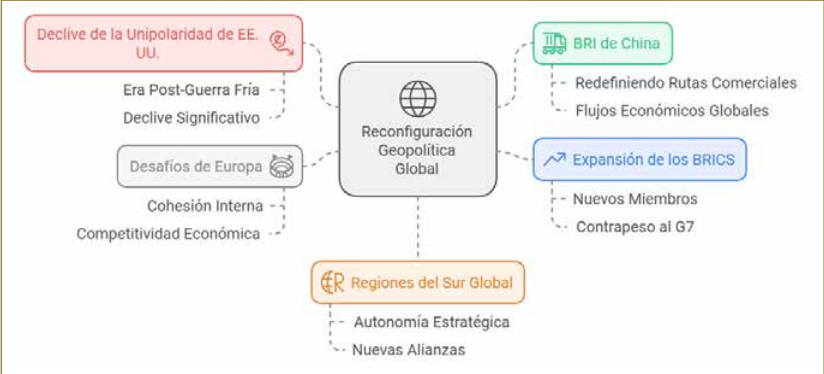 Declive de la Unipolaridad de EE.
UU.
Era Post-Guerra Fría
Declive Significativo
Desafíos de Europa
Cohesión Interna
Competitividad Económica
Reconfiguración
Geopolítica
Global
BRI de China
Redefiniendo Rutas Comerciales
Flujos Económicos Globales
Expansión de los BRICS
Nuevos Miembros
Contrapeso al G7
Regiones del Sur Global
Autonomía Estratégica
Nuevas Alianzas